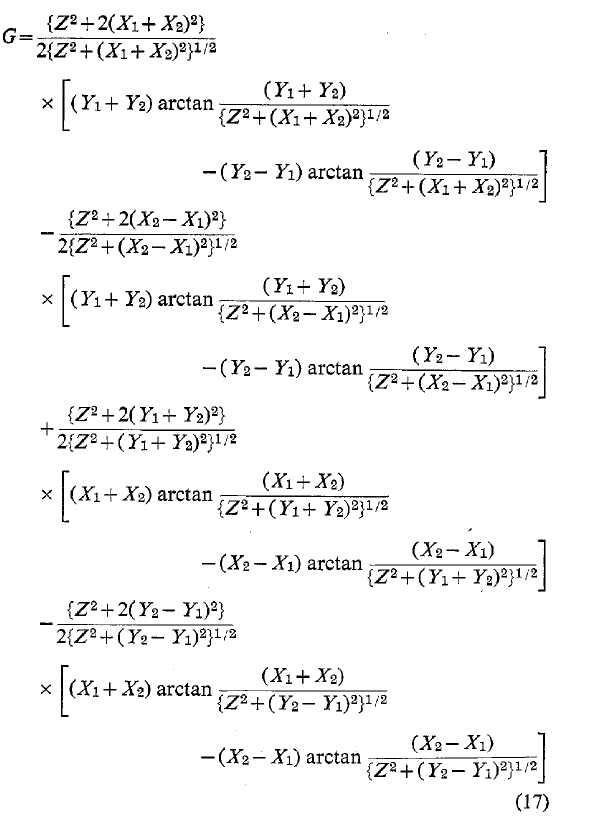 G = {Z²+2(X₁+X₂)²} / 2{Z²+(X₁+X₂)²}^{1/2}
× [(Y₁+Y₂) arctan (Y₁+Y₂) / {Z²+(X₁+X₂)²}^{1/2}
−(Y₂−Y₁) arctan (Y₂−Y₁) / {Z²+(X₁+X₂)²}^{1/2}]
− {Z²+2(X₂−X₁)²} / 2{Z²+(X₂−X₁)²}^{1/2}
× [(Y₁+Y₂) arctan (Y₁+Y₂) / {Z²+(X₂−X₁)²}^{1/2}
−(Y₂−Y₁) arctan (Y₂−Y₁) / {Z²+(X₂−X₁)²}^{1/2}]
+ {Z²+2(Y₁+Y₂)²} / 2{Z²+(Y₁+Y₂)²}^{1/2}
× [(X₁+X₂) arctan (X₁+X₂) / {Z²+(Y₁+Y₂)²}^{1/2}
−(X₂−X₁) arctan (X₂−X₁) / {Z²+(Y₁+Y₂)²}^{1/2}]
− {Z²+2(Y₂−Y₁)²} / 2{Z²+(Y₂−Y₁)²}^{1/2}
× [(X₁+X₂) arctan (X₁+X₂) / {Z²+(Y₂−Y₁)²}^{1/2}
−(X₂−X₁) arctan (X₂−X₁) / {Z²+(Y₂−Y₁)²}^{1/2}]
(17)